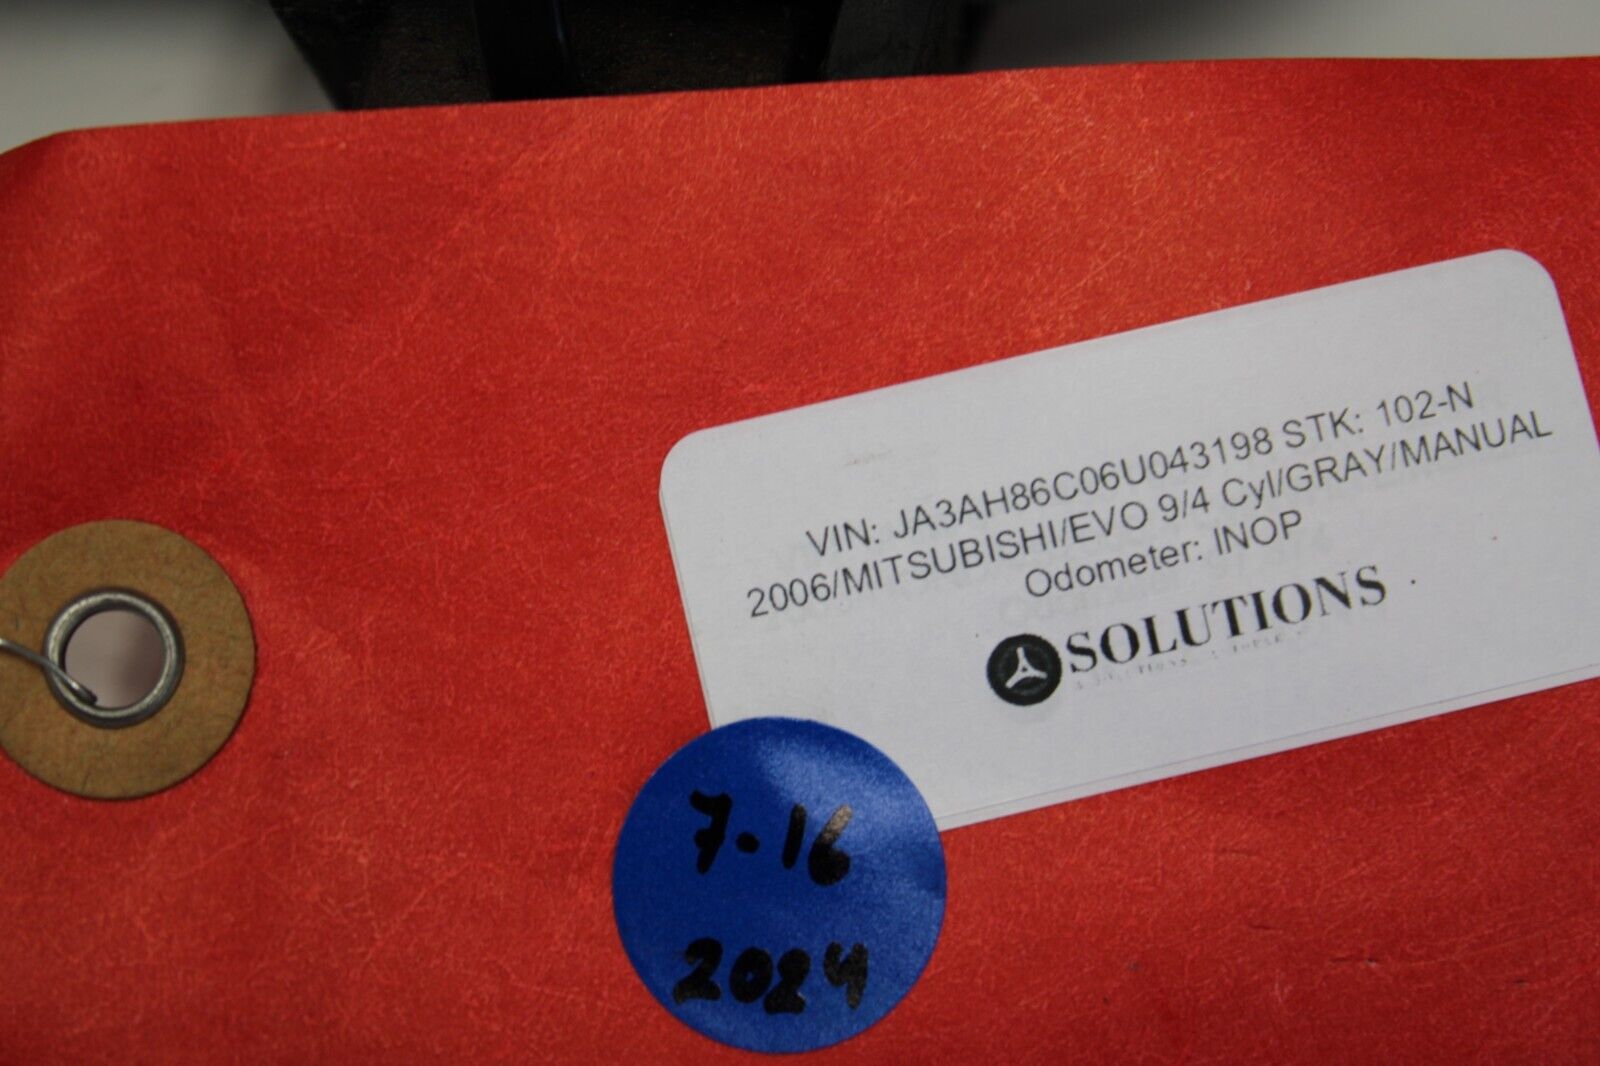 VIN: JA3AH86C06U043198 STK: 102-N
2006/MITSUBISHI/EVO 9/4 Cyl/GRAY/MANUAL
Odometer: INOP
SOLUTIONS
7-16
2024